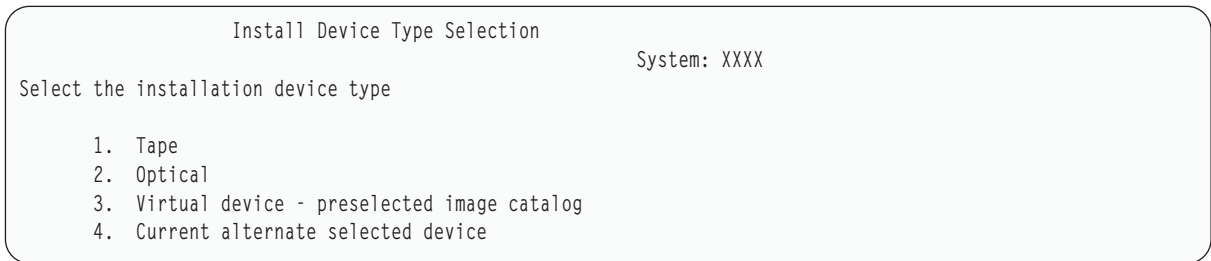 Install Device Type Selection
System: XXXX
Select the installation device type
1. Tape
2. Optical
3. Virtual device - preselected image catalog
4. Current alternate selected device